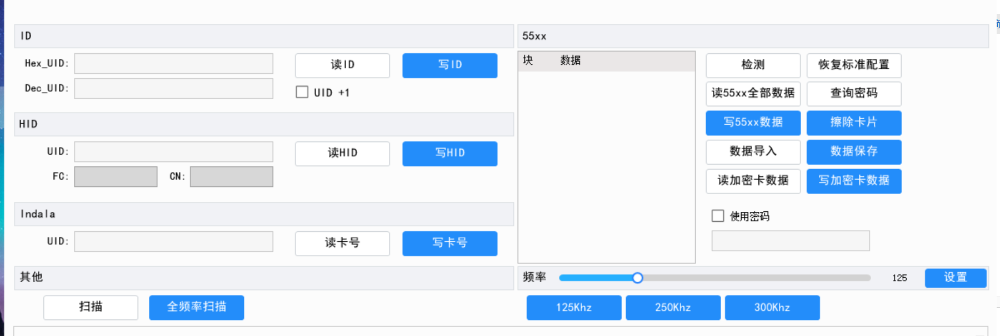 ID
Hex_UID:
读ID
写ID
Dec_UID:
UID +1
HID
UID:
读HID
写HID
FC:
CN:
Indala
UID:
读卡号
写卡号
其他
扫描
全频率扫描
55xx
块 数据
检测
恢复标准配置
读55xx全部数据
查询密码
写55xx数据
擦除卡片
数据导入
数据保存
读加密卡数据
写加密卡数据
使用密码
频率
125
设置
125Khz
250Khz
300Khz